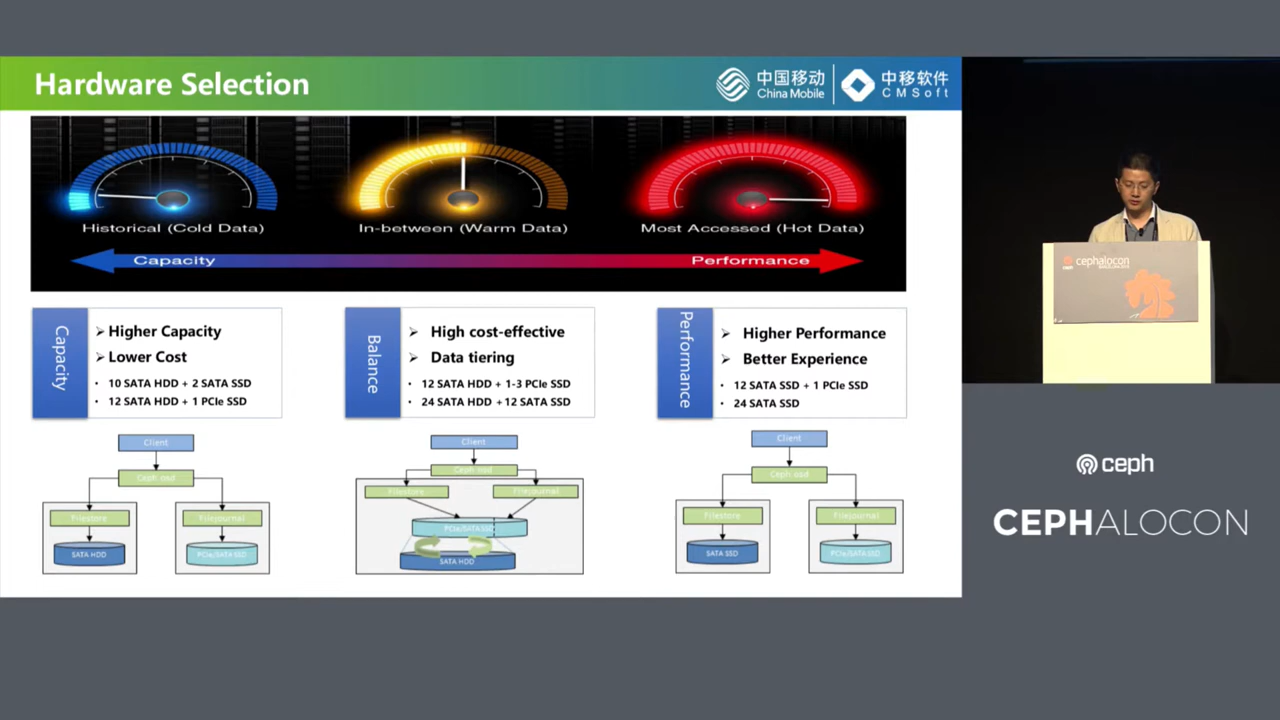 Hardware Selection
中国移动
China Mobile
中移软件
CMSoft
Historical (Cold Data)
In-between (Warm Data)
Most Accessed (Hot Data)
Capacity
Performance
Capacity
➢ Higher Capacity
➢ Lower Cost
• 10 SATA HDD + 2 SATA SSD
• 12 SATA HDD + 1 PCIe SSD
Balance
➢ High cost-effective
➢ Data tiering
• 12 SATA HDD + 1-3 PCIe SSD
• 24 SATA HDD + 12 SATA SSD
Performance
➢ Higher Performance
➢ Better Experience
• 12 SATA SSD + 1 PCIe SSD
• 24 SATA SSD
Client
Ceph osd
Filestore
Filejournal
SATA HDD
PCIe/SATA SSD
Client
Ceph osd
Filestore
Filejournal
PCIe/SATA SSD
SATA HDD
Client
Ceph osd
Filestore
Filejournal
SATA SSD
PCIe/SATA SSD
cephalocon
ceph
CEPHALOCON